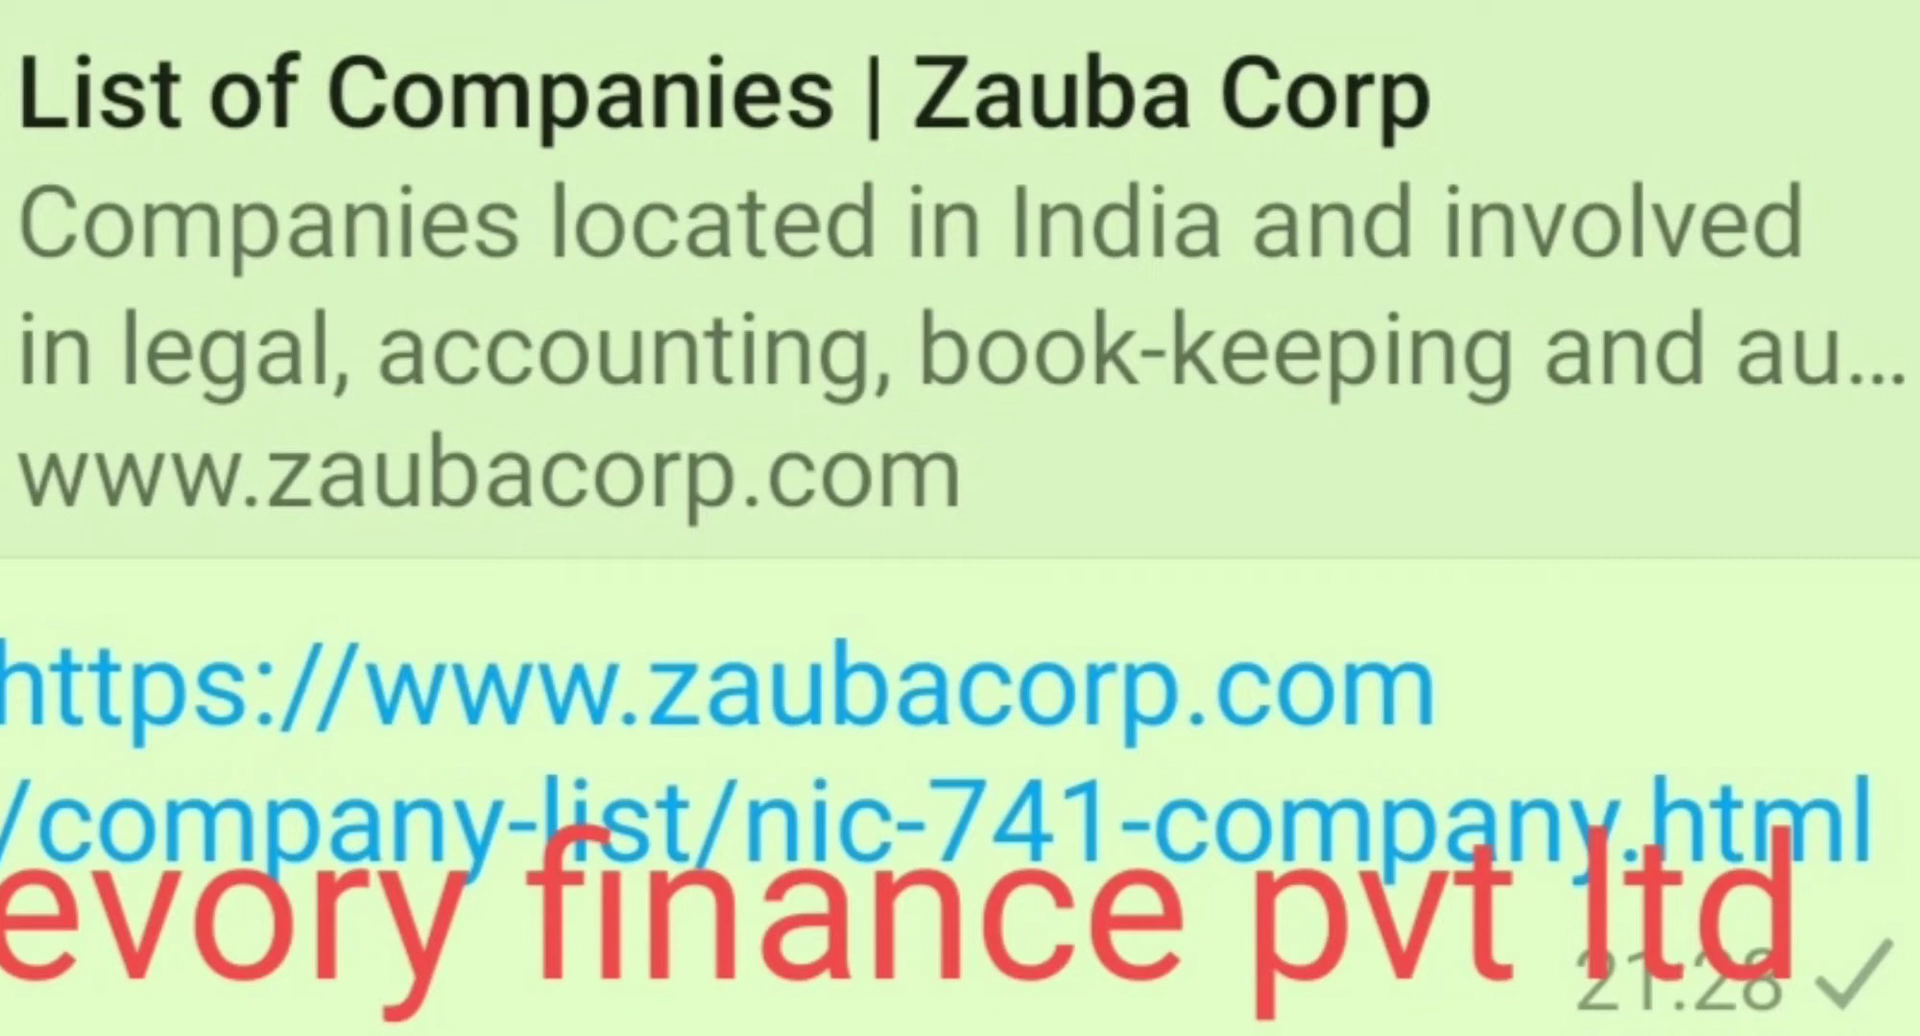 List of Companies | Zauba Corp
Companies located in India and involved
in legal, accounting, book-keeping and au...
www.zaubacorp.com
https://www.zaubacorp.com
/company-list/nic-741-company.html
evory finance pvt ltd
21:28